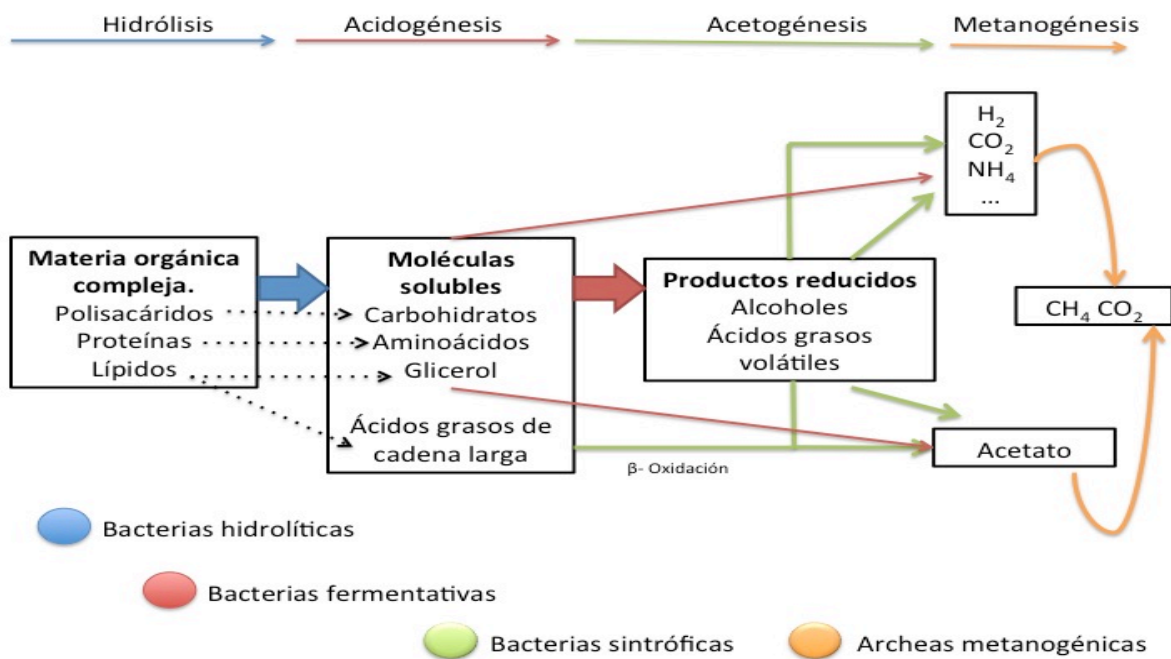 Hidrólisis
Acidogénesis
Acetogénesis
Metanogénesis
H₂
CO₂
NH₄
...
Materia orgánica
compleja.
Polisacáridos
Proteínas
Lípidos
Moléculas
solubles
Carbohidratos
Aminoácidos
Glicerol
Ácidos grasos de
cadena larga
Productos reducidos
Alcoholes
Ácidos grasos
volátiles
CH₄ CO₂
Acetato
β- Oxidación
Bacterias hidrolíticas
Bacterias fermentativas
Bacterias sintróficas
Archeas metanogénicas